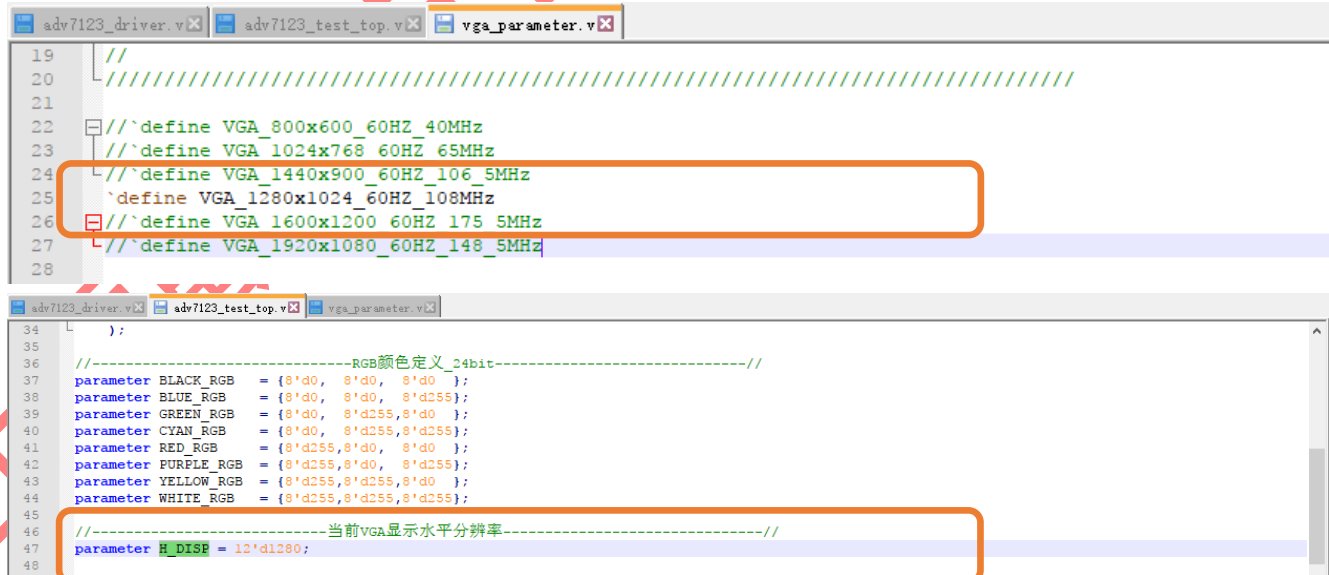 adv7123_driver.v adv7123_test_top.v vga_parameter.v
19 //
20 //////////////////////////////////////////////////////////////////////////////////
21
22 //`define VGA_800x600_60HZ_40MHz
23 //`define VGA_1024x768_60HZ_65MHz
24 //`define VGA_1440x900_60HZ_106_5MHz
25 `define VGA_1280x1024_60HZ_108MHz
26 //`define VGA_1600x1200_60HZ_175_5MHz
27 //`define VGA_1920x1080_60HZ_148_5MHz
28
adv7123_driver.v adv7123_test_top.v vga_parameter.v
34 );
35
36 //------------------------------RGB颜色定义_24bit-----------------------------//
37 parameter BLACK_RGB = {8'd0, 8'd0, 8'd0 };
38 parameter BLUE_RGB = {8'd0, 8'd0, 8'd255};
39 parameter GREEN_RGB = {8'd0, 8'd255,8'd0 };
40 parameter CYAN_RGB = {8'd0, 8'd255,8'd255};
41 parameter RED_RGB = {8'd255,8'd0, 8'd0 };
42 parameter PURPLE_RGB = {8'd255,8'd0, 8'd255};
43 parameter YELLOW_RGB = {8'd255,8'd255,8'd0 };
44 parameter WHITE_RGB = {8'd255,8'd255,8'd255};
45
46 //---------------------------当前VGA显示水平分辨率------------------------------//
47 parameter H_DISP = 12'd1280;
48